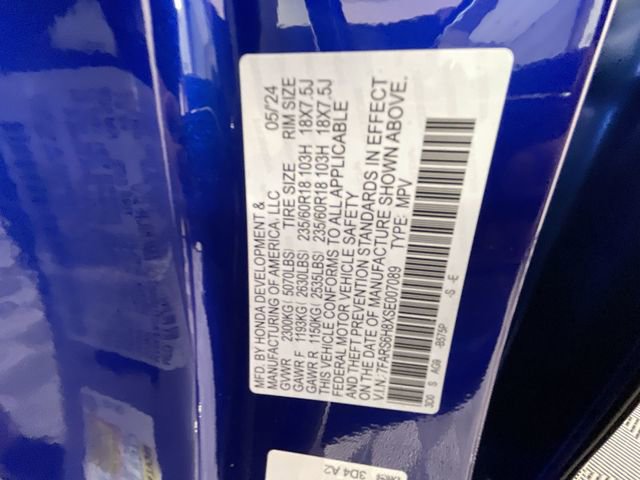 MFD. BY HONDA DEVELOPMENT &
MANUFACTURING OF AMERICA, LLC 05/'24
GVWR 2300KG( 5070LBS) TIRE SIZE RIM SIZE
GAWR F 1193KG( 2630LBS) 235/60R18 103H 18X7.5J
GAWR R 1150KG( 2535LBS) 235/60R18 103H 18X7.5J
THIS VEHICLE CONFORMS TO ALL APPLICABLE
FEDERAL MOTOR VEHICLE SAFETY
AND THEFT PREVENTION STANDARDS IN EFFECT
ON THE DATE OF MANUFACTURE SHOWN ABOVE.
V.I.N.: 7FARS6H8XSE007089 TYPE: MPV
3D0 S AG9 -B575P -S -E
3D4 A2